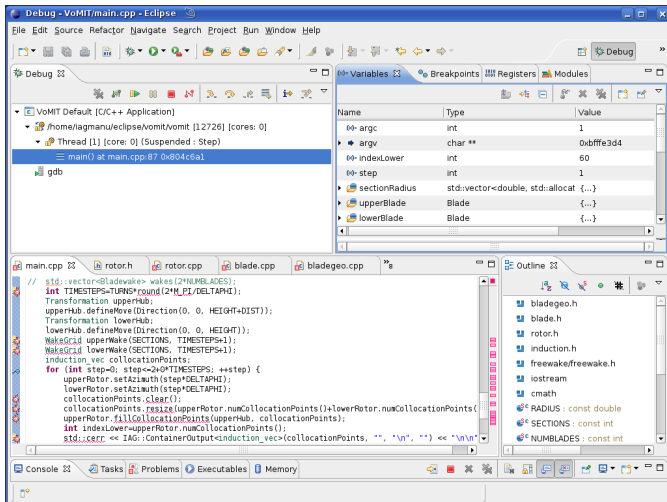 Debug - VoMIT/main.cpp - Eclipse
File Edit Source Refactor Navigate Search Project Run Window Help
Debug
Debug
VoMIT Default [C/C++ Application]
/home/iagmanu/eclipse/vomit/vomit [12726] [cores: 0]
Thread [1] [core: 0] (Suspended : Step)
main() at main.cpp:87 0x804c6a1
gdb
Variables Breakpoints Registers Modules
Name Type Value
argc int 1
argv char ** 0xbfffe3d4
indexLower int 60
step int 1
sectionRadius std::vector<double, std::allocat {...}
upperBlade Blade {...}
lowerBlade Blade {...}
main.cpp rotor.h rotor.cpp blade.cpp bladegeo.cpp »8
// std::vector<Bladewake> wakes(2*NUMBLADES);
int TIMESTEPS=TURNS*round(2*M_PI/DELTAPHI);
Transformation upperHub;
upperHub.defineMove(Direction(0, 0, HEIGHT+DIST));
Transformation lowerHub;
lowerHub.defineMove(Direction(0, 0, HEIGHT));
WakeGrid upperWake(SECTIONS, TIMESTEPS+1);
WakeGrid lowerWake(SECTIONS, TIMESTEPS+1);
induction_vec collocationPoints;
for (int step=0; step<=2+0*TIMESTEPS; ++step) {
upperRotor.setAzimuth(step*DELTAPHI);
lowerRotor.setAzimuth(step*DELTAPHI);
collocationPoints.clear();
collocationPoints.resize(upperRotor.numCollocationPoints()+lowerRotor.numCollocationPoints(
upperRotor.fillCollocationPoints(upperHub, collocationPoints);
int indexLower=upperRotor.numCollocationPoints();
std::cerr << IAG::ContainerOutput<induction_vec>(collocationPoints, "", "\n", "") << "\n\n"
Outline
bladegeo.h
blade.h
rotor.h
induction.h
freewake/freewake.h
iostream
cmath
RADIUS : const double
SECTIONS : const int
NUMBLADES : const int
Console Tasks Problems Executables Memory